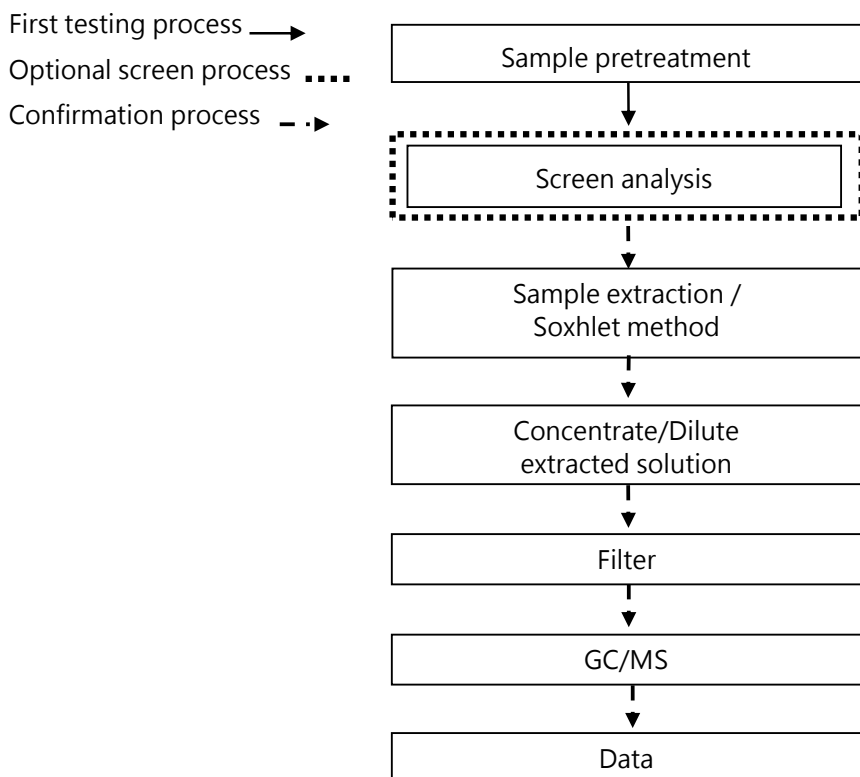 First testing process
Optional screen process
Confirmation process
Sample pretreatment
Screen analysis
Sample extraction /
Soxhlet method
Concentrate/Dilute
extracted solution
Filter
GC/MS
Data